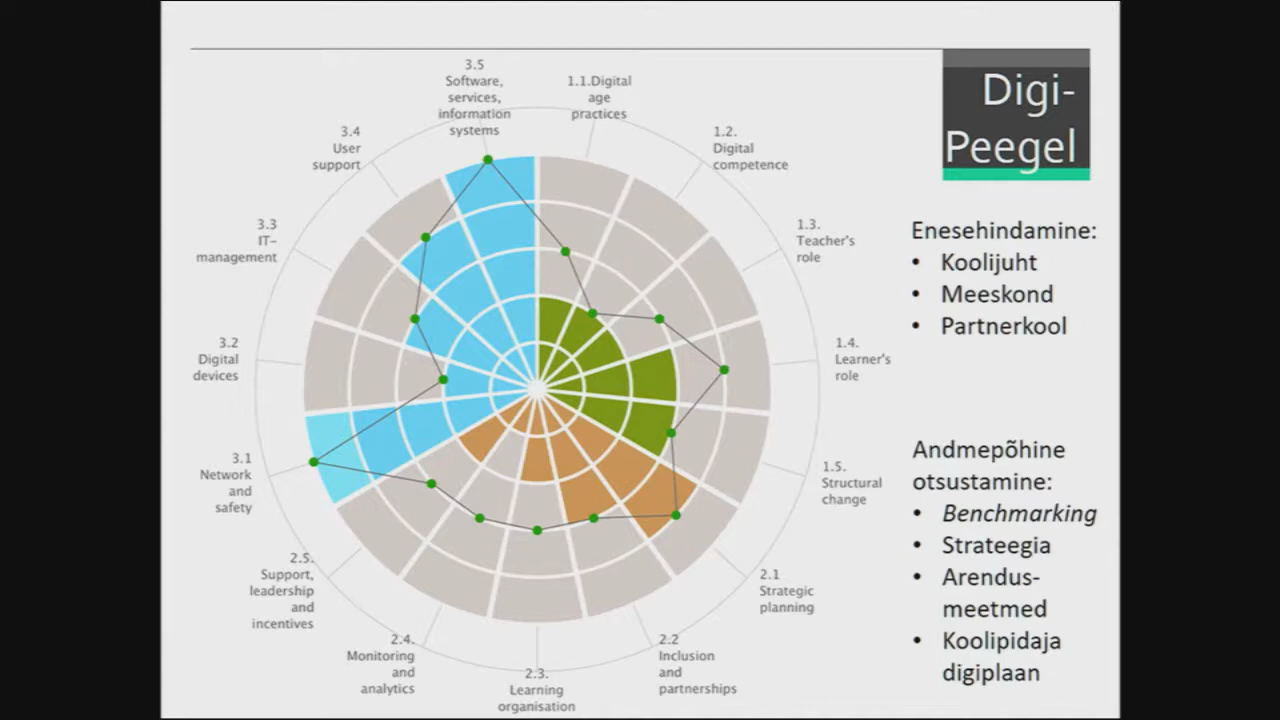 Digi-
Peegel
3.5
Software,
services,
information
systems
1.1.Digital
age
practices
1.2.
Digital
competence
1.3.
Teacher's
role
1.4.
Learner's
role
1.5.
Structural
change
2.1
Strategic
planning
2.2
Inclusion
and
partnerships
2.3.
Learning
organisation
2.4.
Monitoring
and
analytics
2.5.
Support,
leadership
and
incentives
3.1
Network
and
safety
3.2
Digital
devices
3.3
IT-
management
3.4
User
support
Enesehindamine:
• Koolijuht
• Meeskond
• Partnerkool
Andmepõhine
otsustamine:
• Benchmarking
• Strateegia
• Arendus-
meetmed
• Koolipidaja
digiplaan